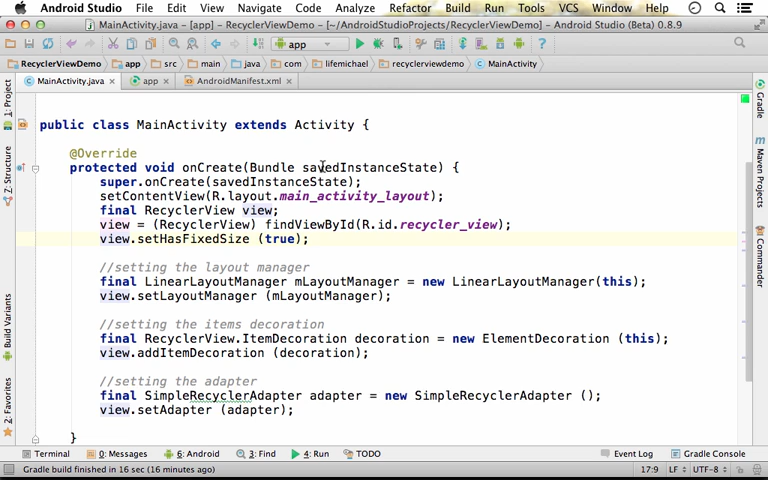 Android Studio File Edit View Navigate Code Analyze Refactor Build Run Tools VCS Window Help
MainActivity.java - [app] - RecyclerViewDemo - [~/AndroidStudioProjects/RecyclerViewDemo] - Android Studio (Beta) 0.8.9
app
RecyclerViewDemo app src main java com lifemichael recyclerviewdemo MainActivity
MainActivity.java app AndroidManifest.xml
1: Project
7: Structure
Build Variants
2: Favorites
public class MainActivity extends Activity {
@Override
protected void onCreate(Bundle savedInstanceState) {
super.onCreate(savedInstanceState);
setContentView(R.layout.main_activity_layout);
final RecyclerView view;
view = (RecyclerView) findViewById(R.id.recycler_view);
view.setHasFixedSize (true);
//setting the layout manager
final LinearLayoutManager mLayoutManager = new LinearLayoutManager(this);
view.setLayoutManager (mLayoutManager);
//setting the items decoration
final RecyclerView.ItemDecoration decoration = new ElementDecoration (this);
view.addItemDecoration (decoration);
//setting the adapter
final SimpleRecyclerAdapter adapter = new SimpleRecyclerAdapter ();
view.setAdapter (adapter);
}
Gradle
Maven Projects
Commander
Terminal 0: Messages 6: Android 3: Find 4: Run TODO Event Log Gradle Console
Gradle build finished in 16 sec (16 minutes ago) 17:9 LF UTF-8